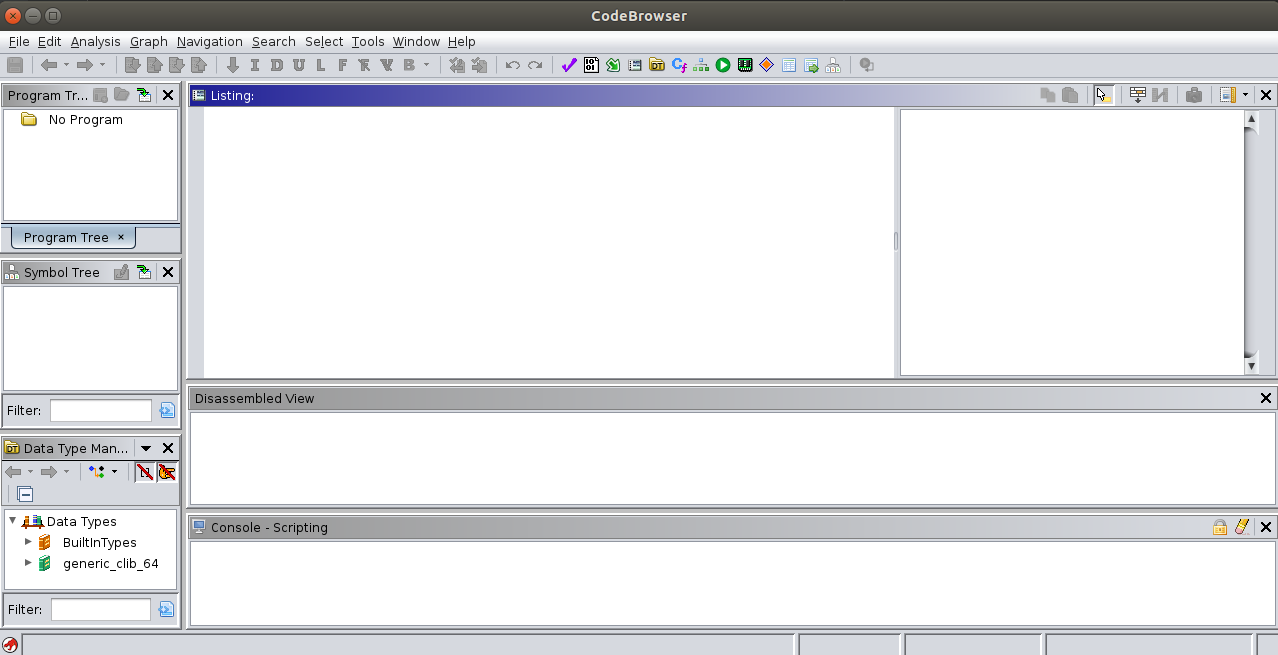 CodeBrowser
File Edit Analysis Graph Navigation Search Select Tools Window Help
I D U L F B
Program Tr...
No Program
Program Tree ×
Symbol Tree
Filter:
DT Data Type Man...
Data Types
BuiltInTypes
generic_clib_64
Filter:
Listing:
Disassembled View
Console - Scripting